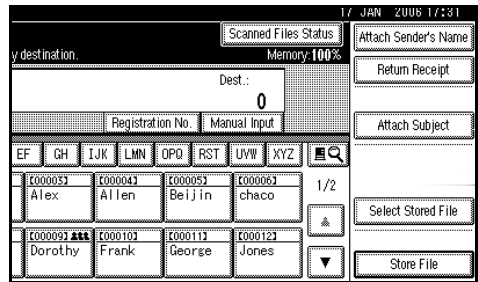 17 JAN 2006 17:31
Scanned Files Status
Attach Sender's Name
y destination.
Memory:100%
Return Receipt
Dest.:
0
Registration No.
Manual Input
Attach Subject
EF GH IJK LMN OPQ RST UVW XYZ
[00003] [00004] [00005] [00006]
Alex Allen Beijin chaco
1/2
Select Stored File
[00009] [00010] [00011] [00012]
Dorothy Frank George Jones
Store File